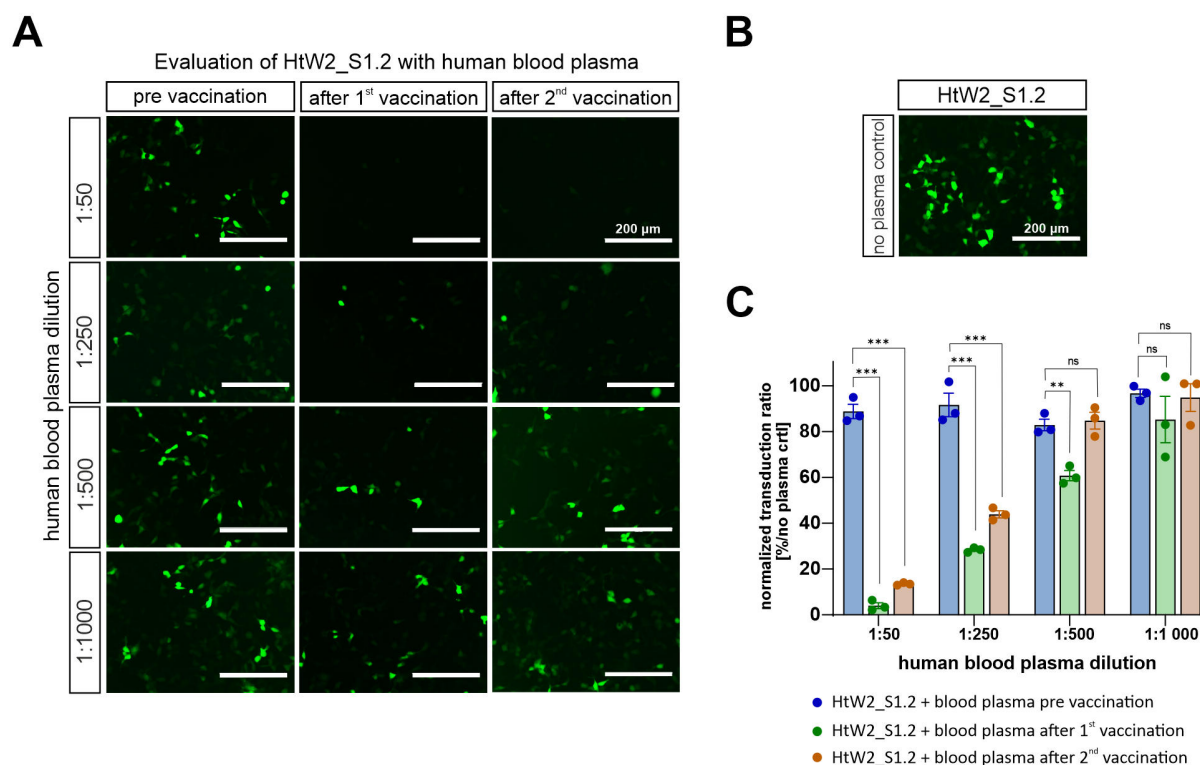 A
Evaluation of HtW2_S1.2 with human blood plasma
pre vaccination
after 1st vaccination
after 2nd vaccination
human blood plasma dilution
1:50
200 µm
1:250
1:500
1:1000
B
HtW2_S1.2
no plasma control
200 µm
C
normalized transduction ratio
[%/no plasma crtl]
100
80
60
40
20
0
***
***
***
***
**
ns
ns
ns
1:50
1:250
1:500
1:1 000
human blood plasma dilution
HtW2_S1.2 + blood plasma pre vaccination
HtW2_S1.2 + blood plasma after 1st vaccination
HtW2_S1.2 + blood plasma after 2nd vaccination